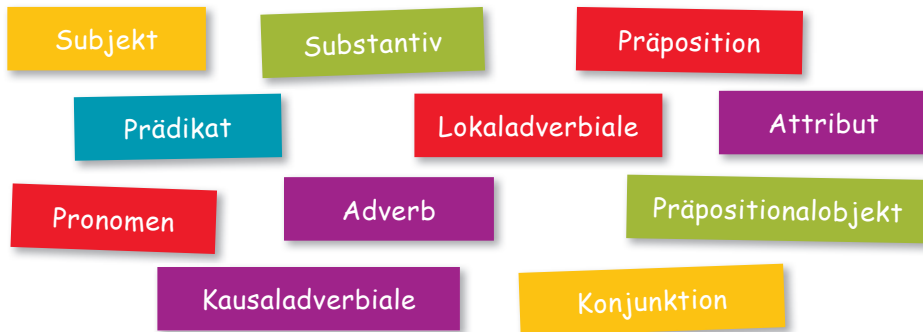 Subjekt
Substantiv
Präposition
Prädikat
Lokaladverbiale
Attribut
Pronomen
Adverb
Präpositionalobjekt
Kausaladverbiale
Konjunktion